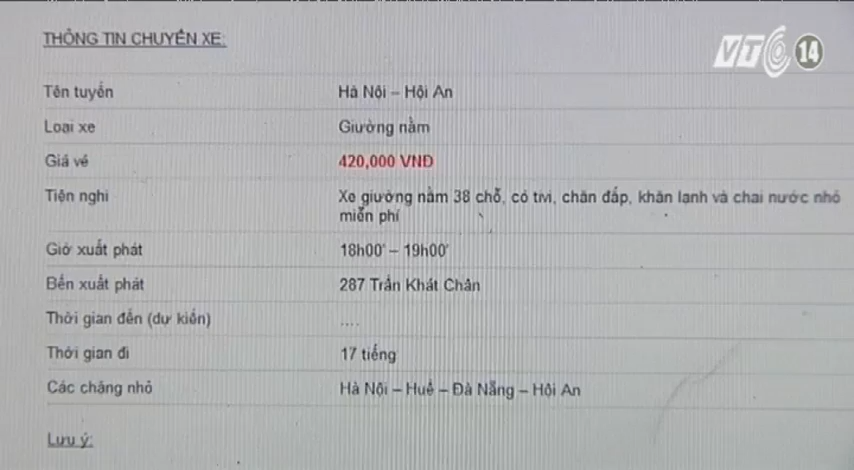 THÔNG TIN CHUYẾN XE:
VTC 14
Tên tuyến Hà Nội – Hội An
Loại xe Giường nằm
Giá vé 420,000 VNĐ
Tiện nghi Xe giường nằm 38 chỗ, có tivi, chăn đắp, khăn lạnh và chai nước nhỏ
miễn phí
Giờ xuất phát 18h00' – 19h00'
Bến xuất phát 287 Trần Khát Chân
Thời gian đến (dự kiến) ....
Thời gian đi 17 tiếng
Các chặng nhỏ Hà Nội – Huế – Đà Nẵng – Hội An
Lưu ý: